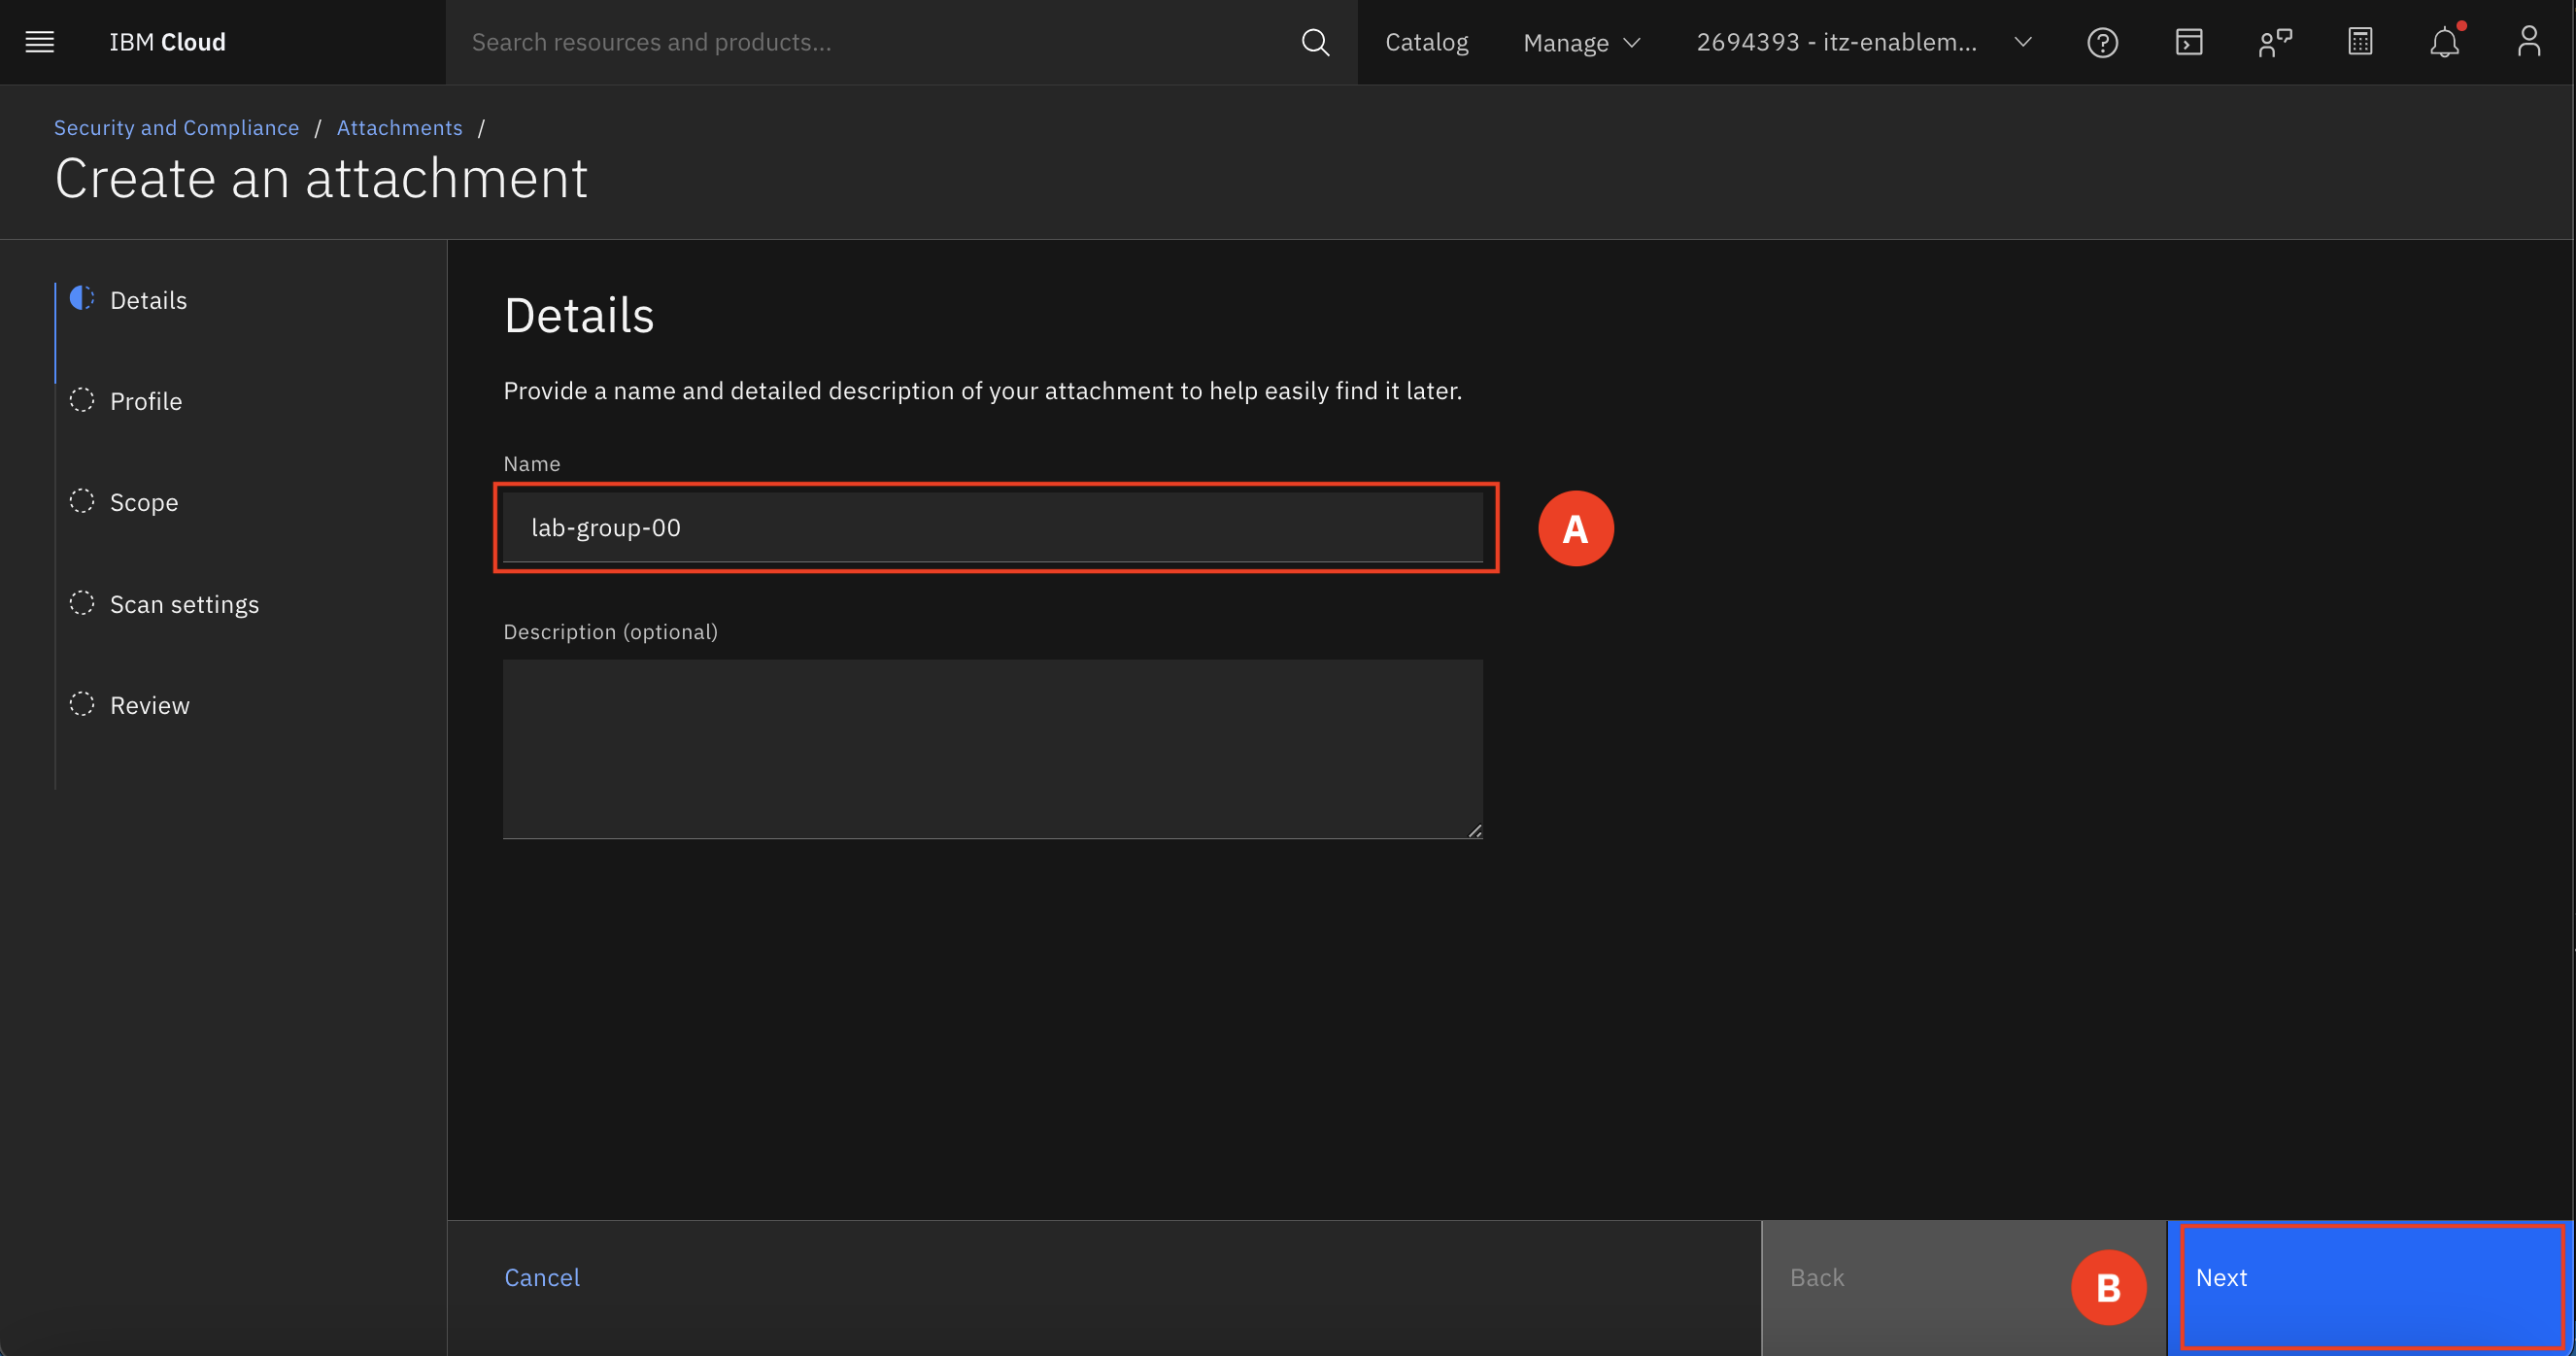 IBM Cloud
Search resources and products...
Catalog
Manage
2694393 - itz-enablem...
Security and Compliance / Attachments /
Create an attachment
Details
Profile
Scope
Scan settings
Review
Details
Provide a name and detailed description of your attachment to help easily find it later.
Name
lab-group-00
A
Description (optional)
Cancel
Back
B
Next